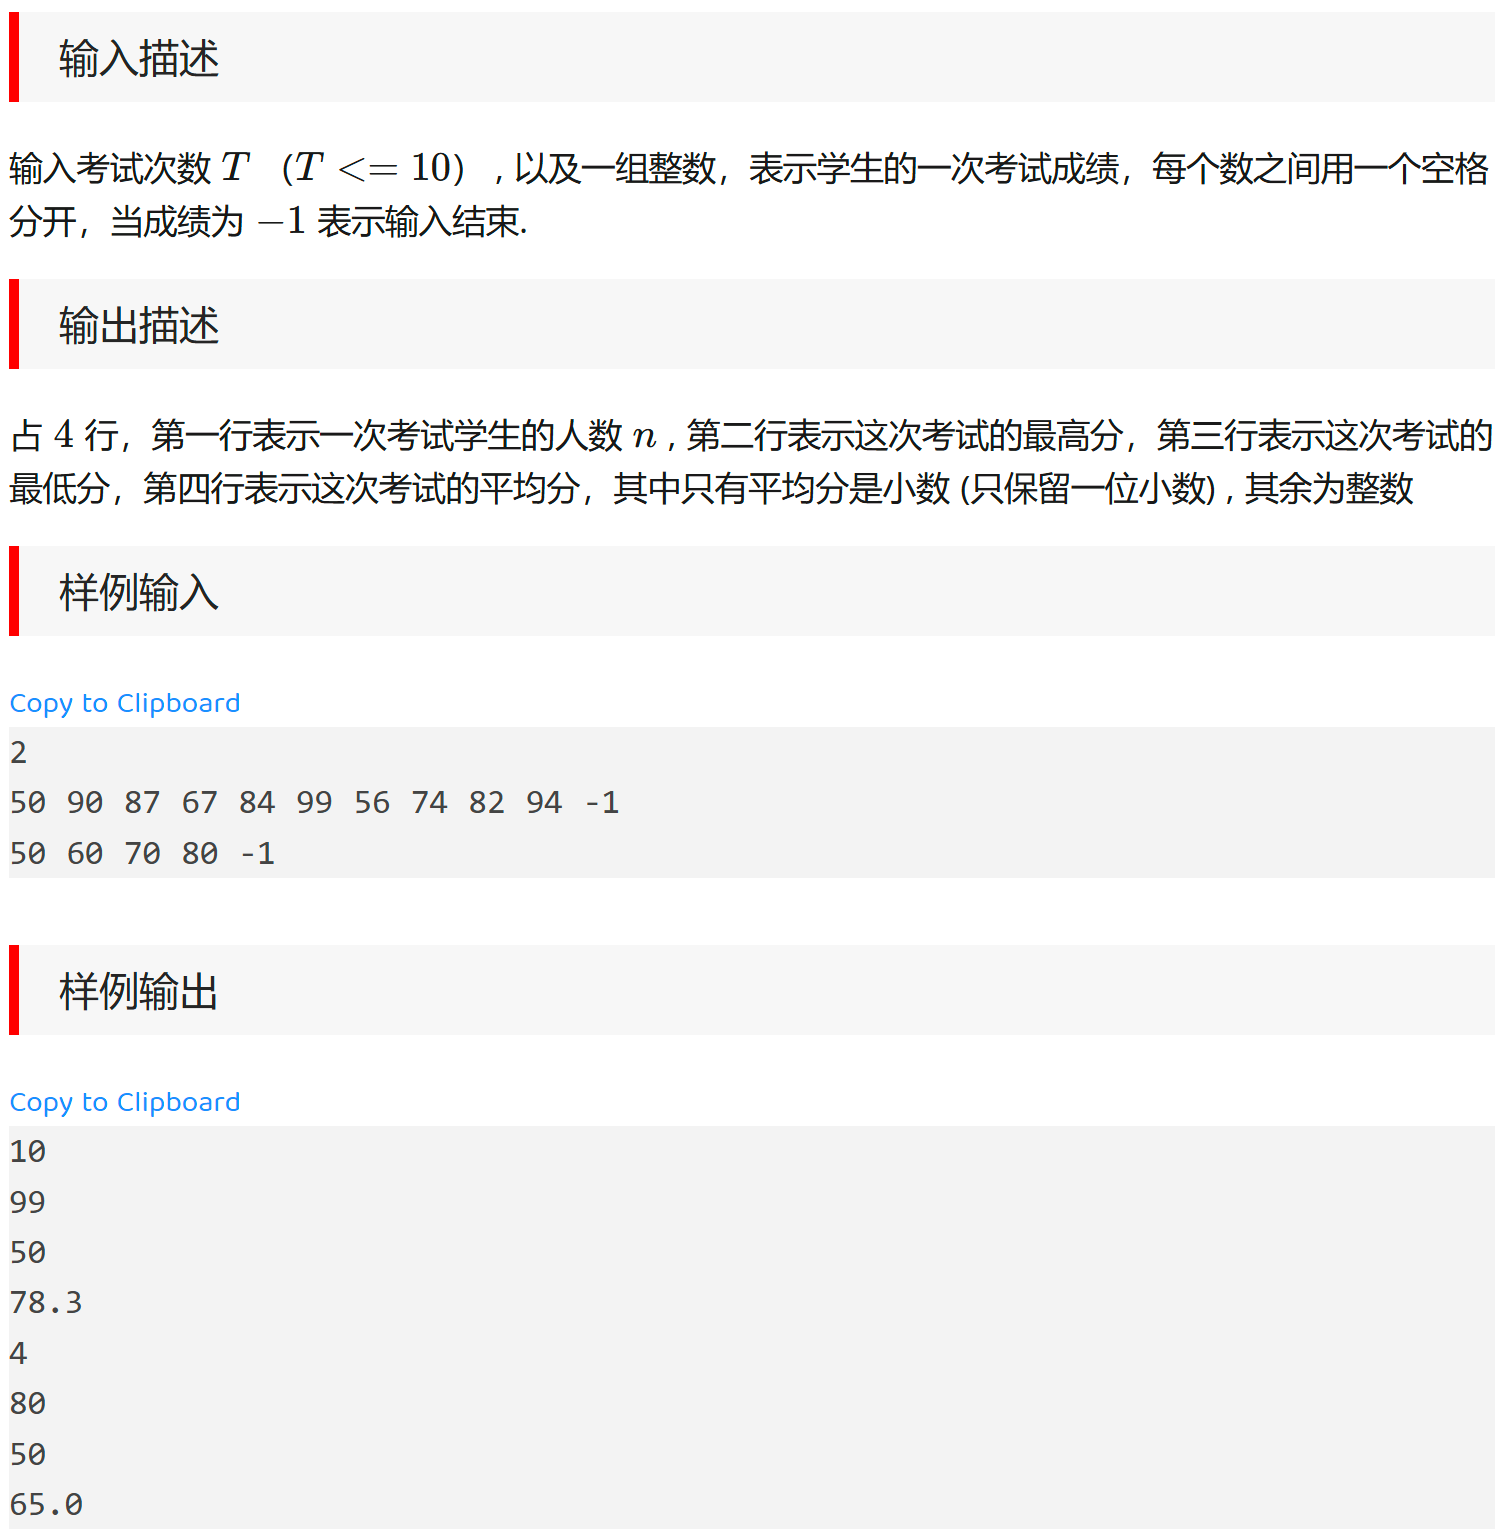 输入描述
输入考试次数 T （T <= 10），以及一组整数，表示学生的一次考试成绩，每个数之间用一个空格
分开，当成绩为 −1 表示输入结束.
输出描述
占 4 行，第一行表示一次考试学生的人数 n , 第二行表示这次考试的最高分，第三行表示这次考试的
最低分，第四行表示这次考试的平均分，其中只有平均分是小数 (只保留一位小数) , 其余为整数
样例输入
Copy to Clipboard
2
50 90 87 67 84 99 56 74 82 94 -1
50 60 70 80 -1
样例输出
Copy to Clipboard
10
99
50
78.3
4
80
50
65.0